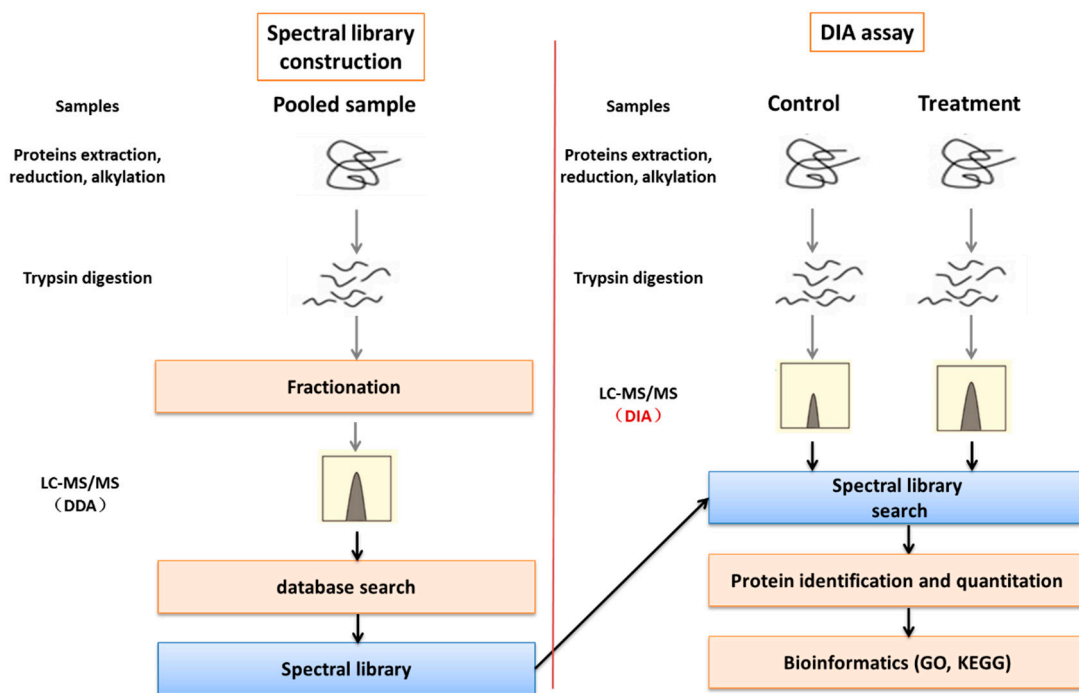 Spectral library
construction
Samples
Pooled sample
Proteins extraction,
reduction, alkylation
Trypsin digestion
Fractionation
LC-MS/MS
（DDA）
database search
Spectral library
DIA assay
Samples
Control
Treatment
Proteins extraction,
reduction, alkylation
Trypsin digestion
LC-MS/MS
（DIA）
Spectral library
search
Protein identification and quantitation
Bioinformatics (GO, KEGG)